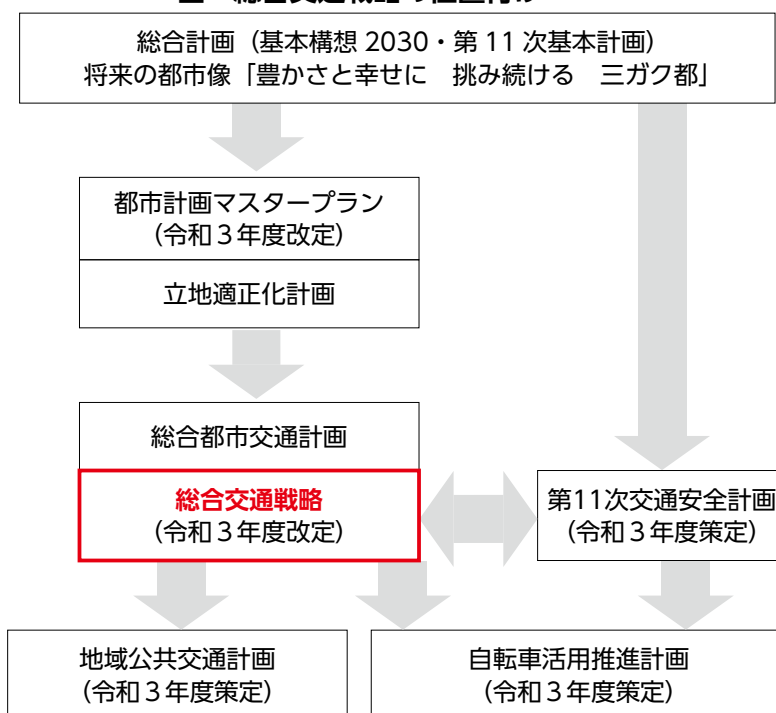 総合計画（基本構想 2030・第 11 次基本計画）
将来の都市像「豊かさと幸せに　挑み続ける　三ガク都」
都市計画マスタープラン
（令和３年度改定）
立地適正化計画
総合都市交通計画
総合交通戦略
（令和３年度改定）
第11次交通安全計画
（令和３年度策定）
地域公共交通計画
（令和３年度策定）
自転車活用推進計画
（令和３年度策定）